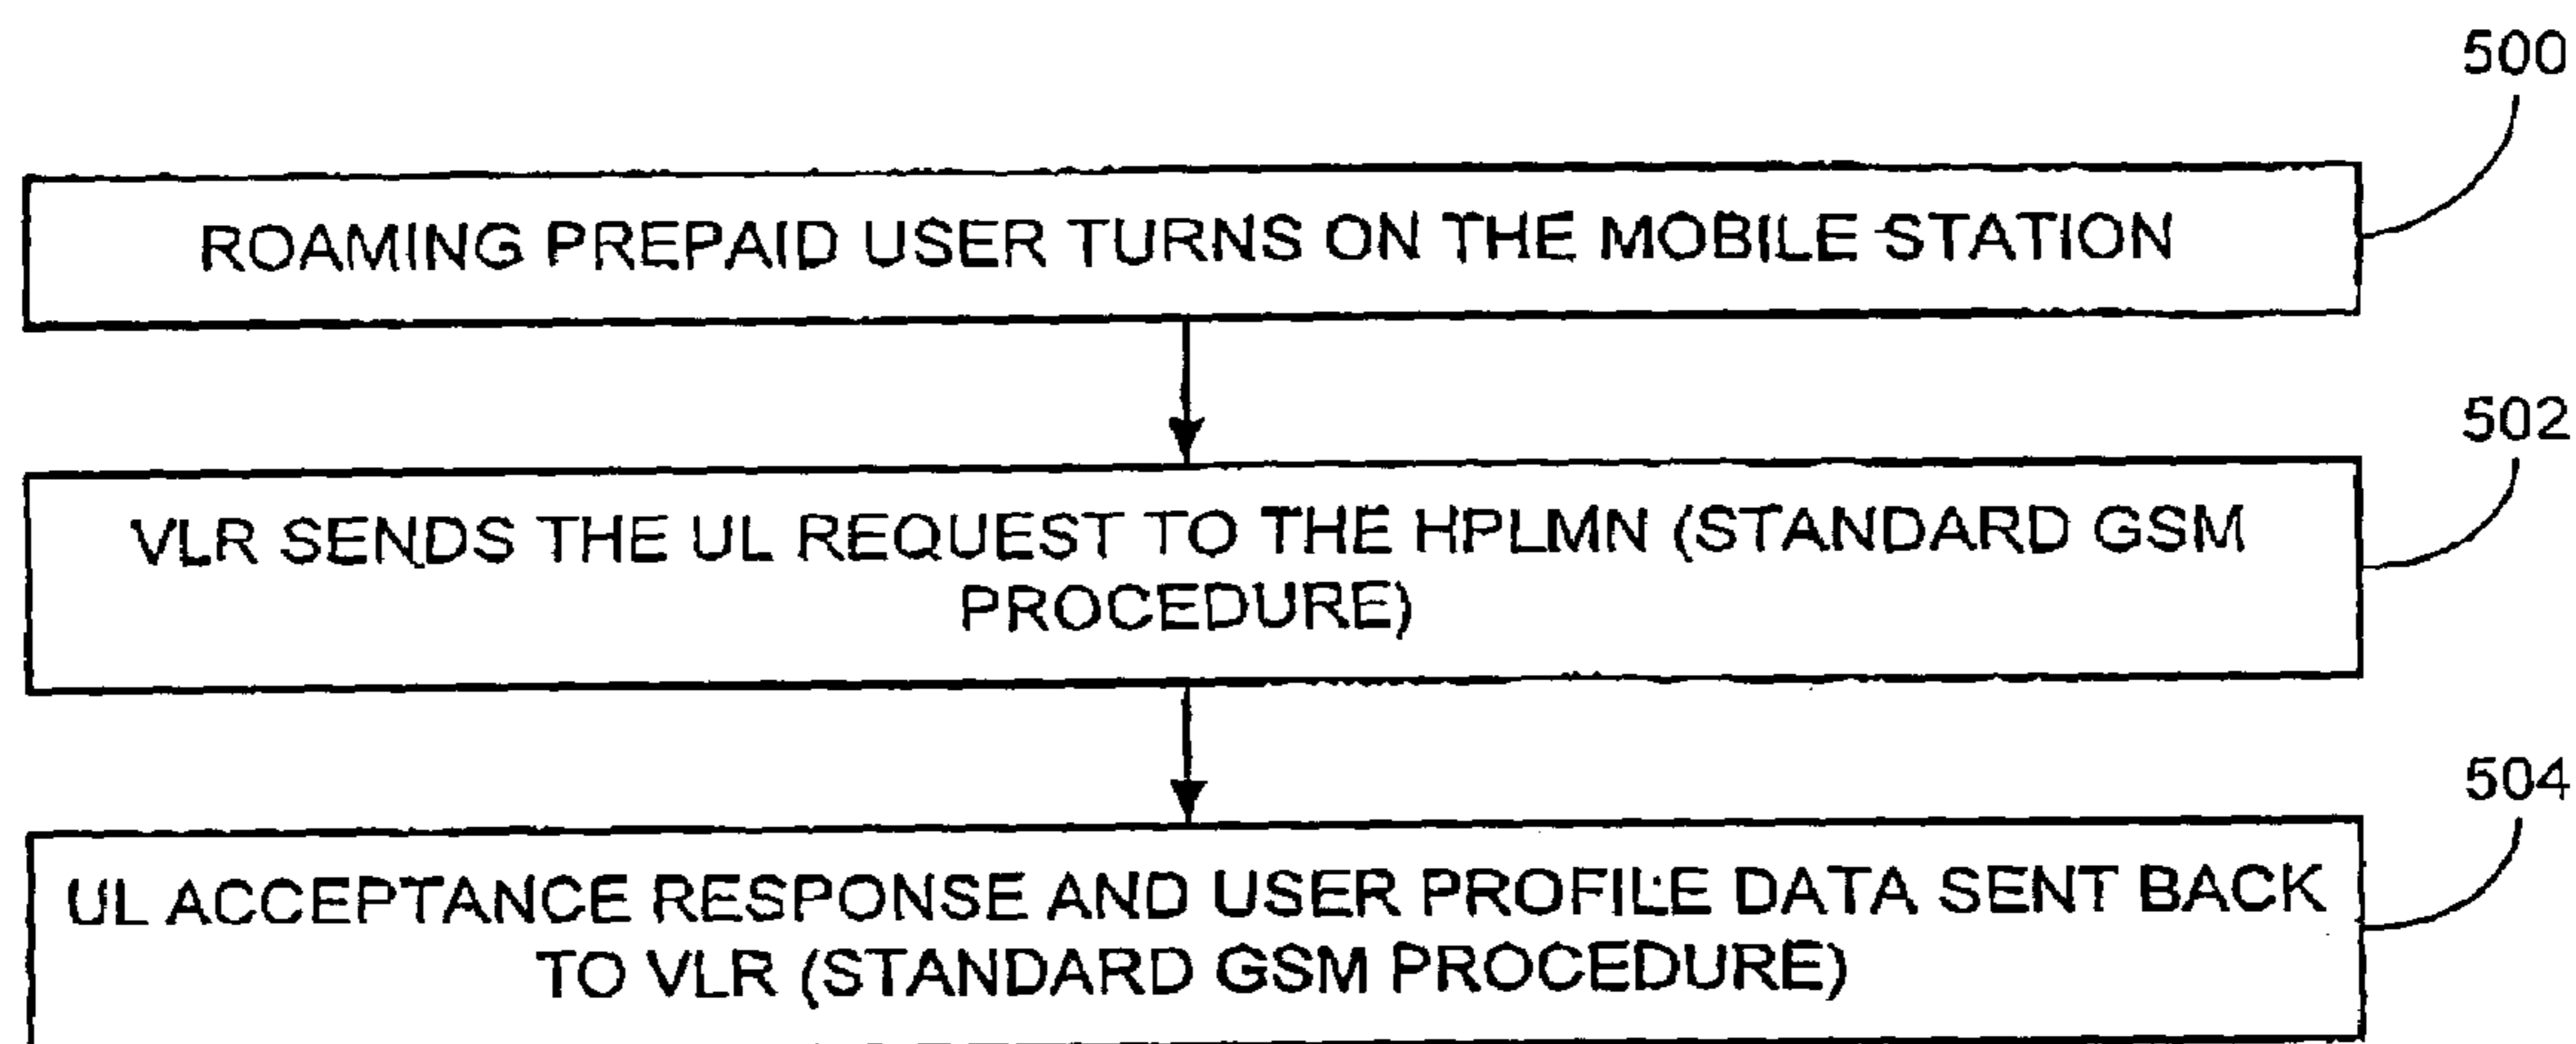 500
ROAMING PREPAID USER TURNS ON THE MOBILE STATION
502
VLR SENDS THE UL REQUEST TO THE HPLMN (STANDARD GSM
PROCEDURE)
504
UL ACCEPTANCE RESPONSE AND USER PROFILE DATA SENT BACK
TO VLR (STANDARD GSM PROCEDURE)